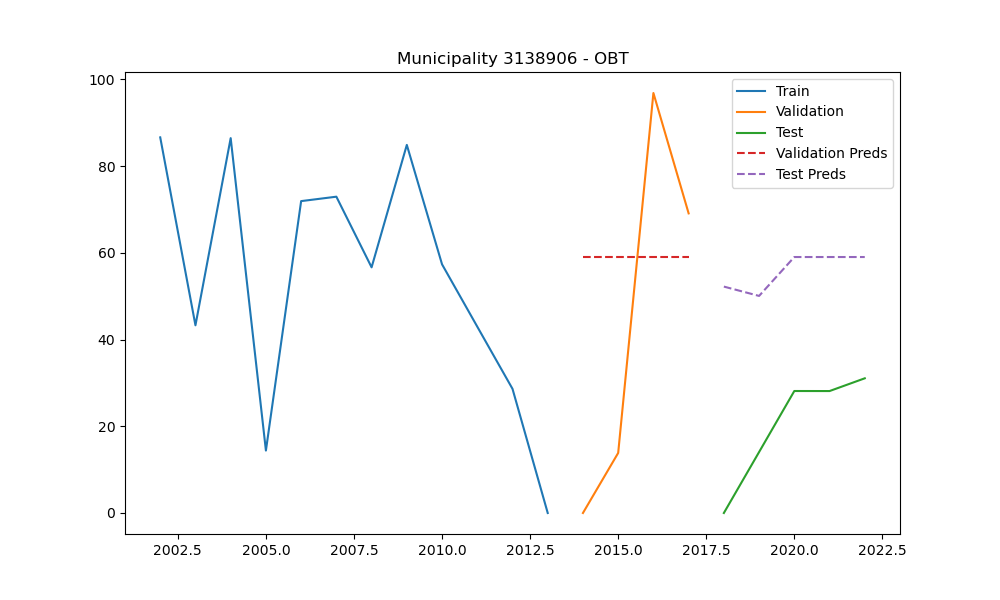 Municipality 3138906 - OBT
Train
Validation
Test
Validation Preds
Test Preds
100
80
60
40
20
0
2002.5 2005.0 2007.5 2010.0 2012.5 2015.0 2017.5 2020.0 2022.5